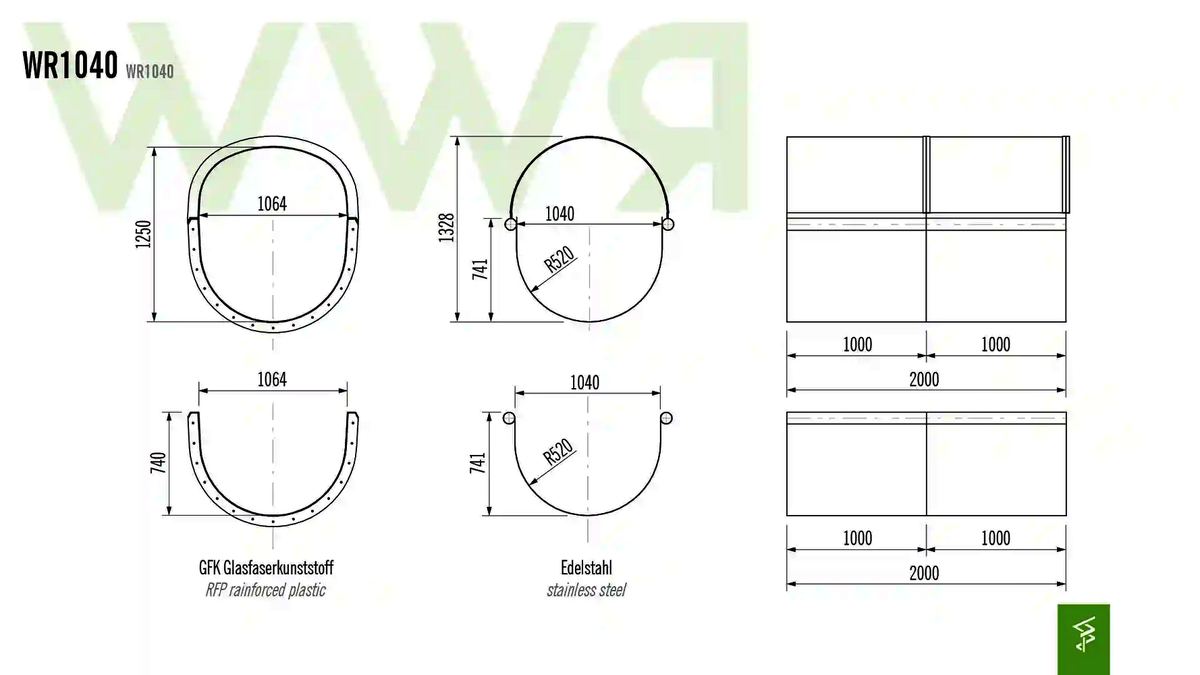 WWR
WR1040 WR1040
1250
1064
1328
741
1040
R520
1000
1000
2000
740
1064
741
1040
R520
1000
1000
2000
GFK Glasfaserkunststoff
RFP rainforced plastic
Edelstahl
stainless steel